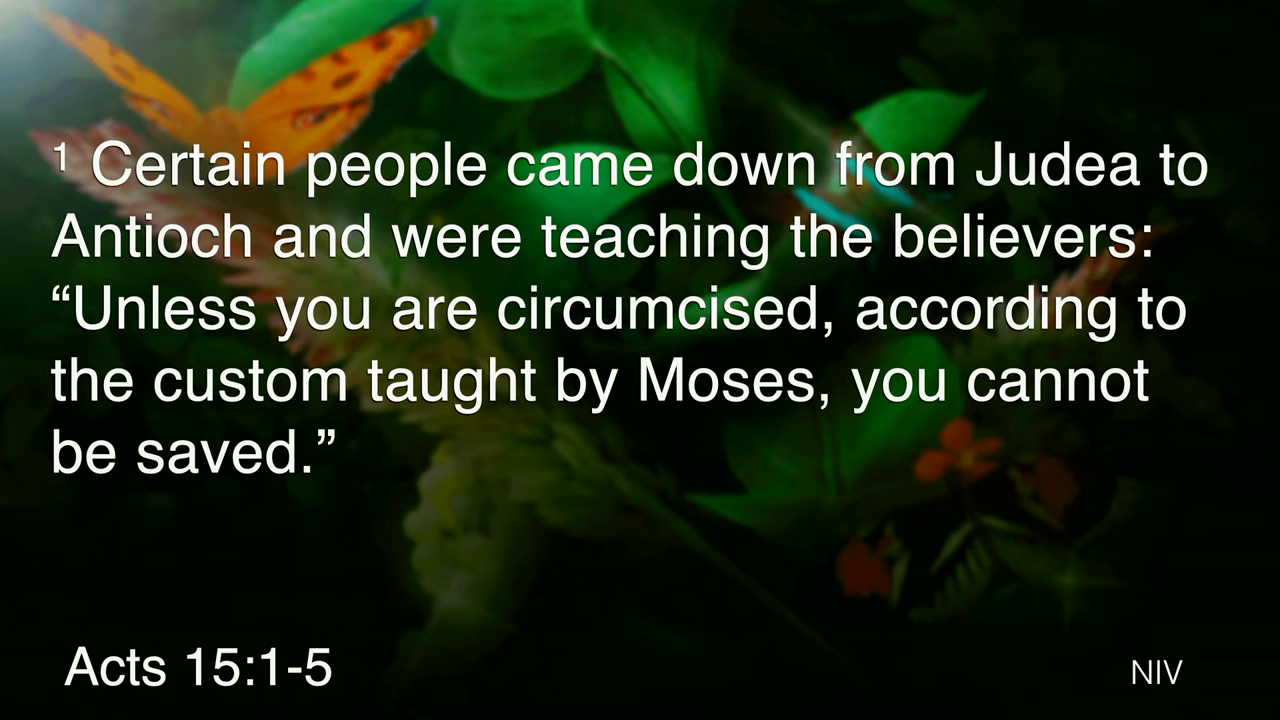 ¹ Certain people came down from Judea to
Antioch and were teaching the believers:
“Unless you are circumcised, according to
the custom taught by Moses, you cannot
be saved.”
Acts 15:1-5
NIV